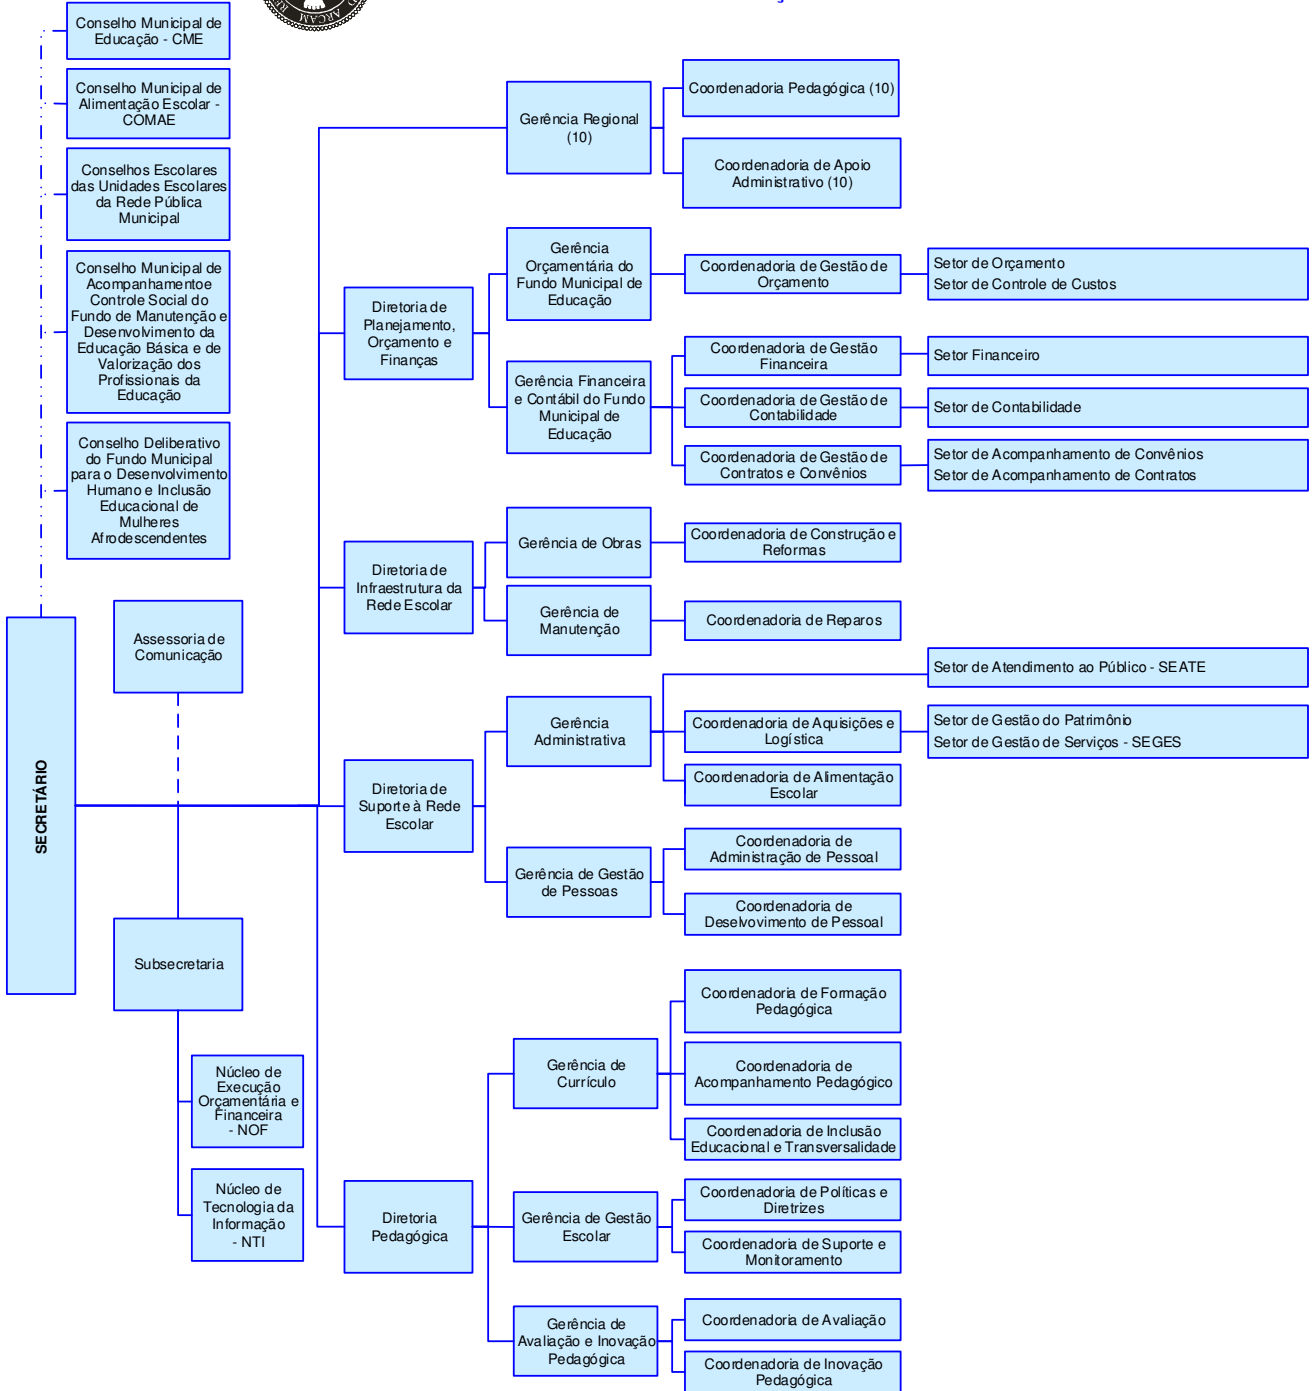 ARCAM
Conselho Municipal de
Educação - CME
Conselho Municipal de
Alimentação Escolar -
COMAE
Conselhos Escolares
das Unidades Escolares
da Rede Pública
Municipal
Conselho Municipal de
Acompanhamentoe
Controle Social do
Fundo de Manutenção e
Desenvolvimento da
Educação Básica e de
Valorização dos
Profissionais da
Educação
Conselho Deliberativo
do Fundo Municipal
para o Desenvolvimento
Humano e Inclusão
Educacional de
Mulheres
Afrodescendentes
SECRETÁRIO
Assessoria de
Comunicação
Subsecretaria
Núcleo de
Execução
Orçamentária e
Financeira
- NOF
Núcleo de
Tecnologia da
Informação
- NTI
Gerência Regional
(10)
Coordenadoria Pedagógica (10)
Coordenadoria de Apoio
Administrativo (10)
Diretoria de
Planejamento,
Orçamento e
Finanças
Gerência
Orçamentária do
Fundo Municipal de
Educação
Coordenadoria de Gestão de
Orçamento
Setor de Orçamento
Setor de Controle de Custos
Gerência Financeira
e Contábil do Fundo
Municipal de
Educação
Coordenadoria de Gestão
Financeira
Setor Financeiro
Coordenadoria de Gestão de
Contabilidade
Setor de Contabilidade
Coordenadoria de Gestão de
Contratos e Convênios
Setor de Acompanhamento de Convênios
Setor de Acompanhamento de Contratos
Diretoria de
Infraestrutura da
Rede Escolar
Gerência de Obras
Coordenadoria de Construção e
Reformas
Gerência de
Manutenção
Coordenadoria de Reparos
Diretoria de
Suporte à Rede
Escolar
Gerência
Administrativa
Setor de Atendimento ao Público - SEATE
Coordenadoria de Aquisições e
Logística
Setor de Gestão do Patrimônio
Setor de Gestão de Serviços - SEGES
Coordenadoria de Alimentação
Escolar
Gerência de Gestão
de Pessoas
Coordenadoria de
Administração de Pessoal
Coordenadoria de
Deselvovimento de Pessoal
Diretoria
Pedagógica
Gerência de
Currículo
Coordenadoria de Formação
Pedagógica
Coordenadoria de
Acompanhamento Pedagógico
Coordenadoria de Inclusão
Educacional e Transversalidade
Gerência de Gestão
Escolar
Coordenadoria de Políticas e
Diretrizes
Coordenadoria de Suporte e
Monitoramento
Gerência de
Avaliação e Inovação
Pedagógica
Coordenadoria de Avaliação
Coordenadoria de Inovação
Pedagógica